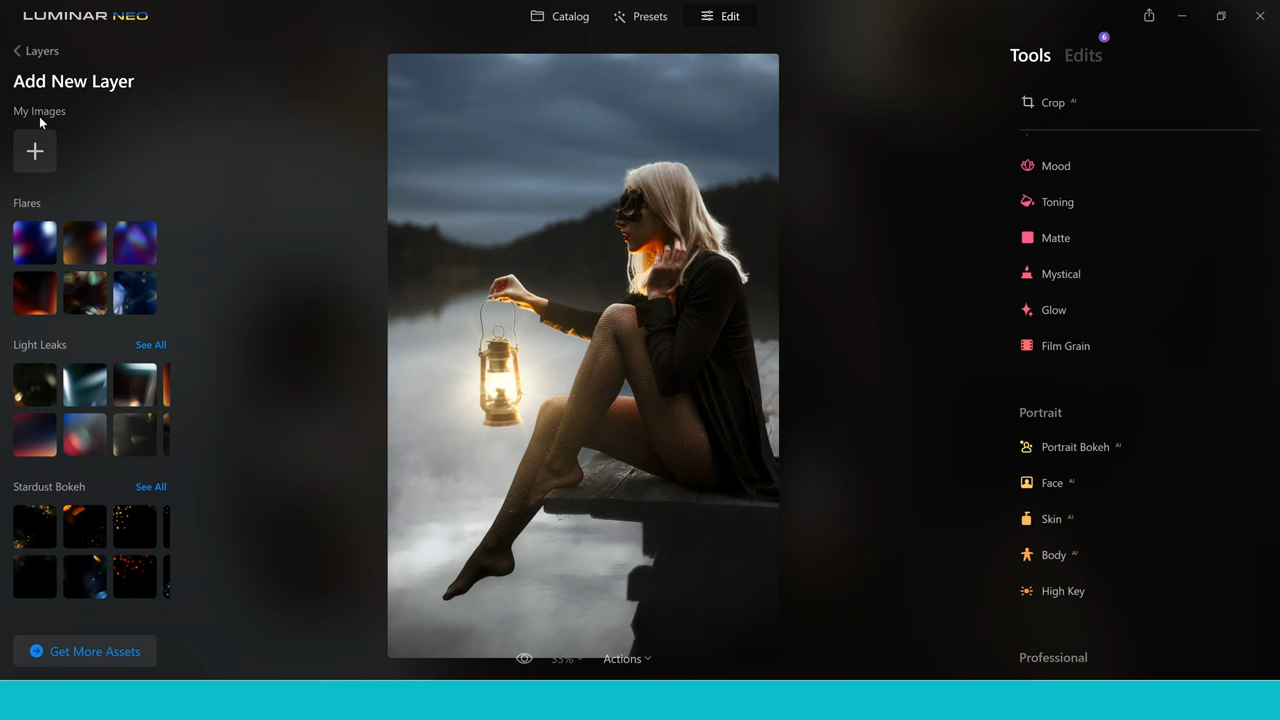 LUMINAR NEO
Catalog
Presets
Edit
Layers
Add New Layer
My Images
Flares
Light Leaks
See All
Stardust Bokeh
See All
Get More Assets
33%
Actions
6
Tools
Edits
Crop AI
Mood
Toning
Matte
Mystical
Glow
Film Grain
Portrait
Portrait Bokeh AI
Face AI
Skin AI
Body AI
High Key
Professional